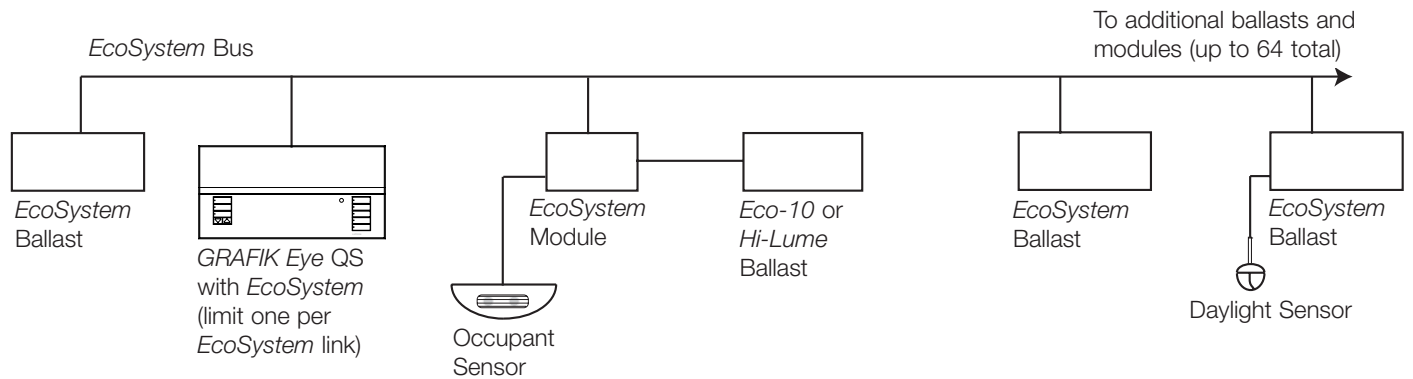 EcoSystem Bus
To additional ballasts and
modules (up to 64 total)
EcoSystem
Ballast
GRAFIK Eye QS
with EcoSystem
(limit one per
EcoSystem link)
EcoSystem
Module
Occupant
Sensor
Eco-10 or
Hi-Lume
Ballast
EcoSystem
Ballast
EcoSystem
Ballast
Daylight Sensor